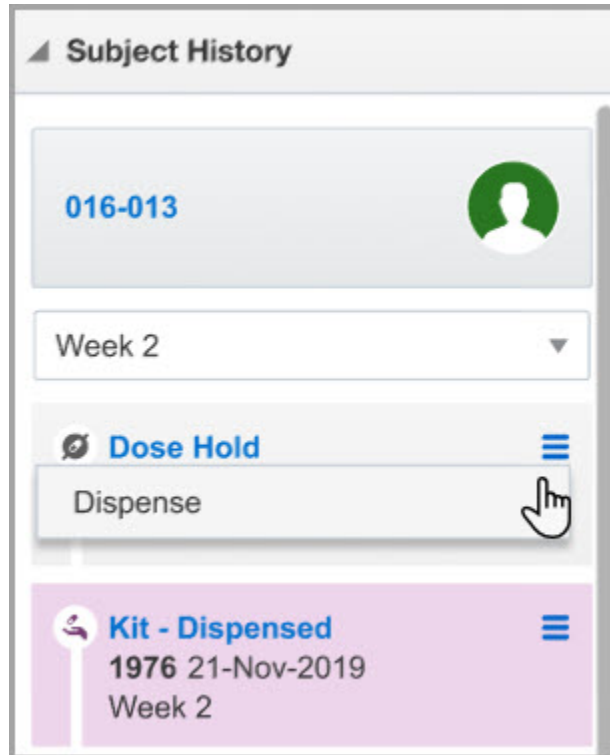 Subject History
016-013
Week 2
Dose Hold
Dispense
Kit - Dispensed
1976 21-Nov-2019
Week 2